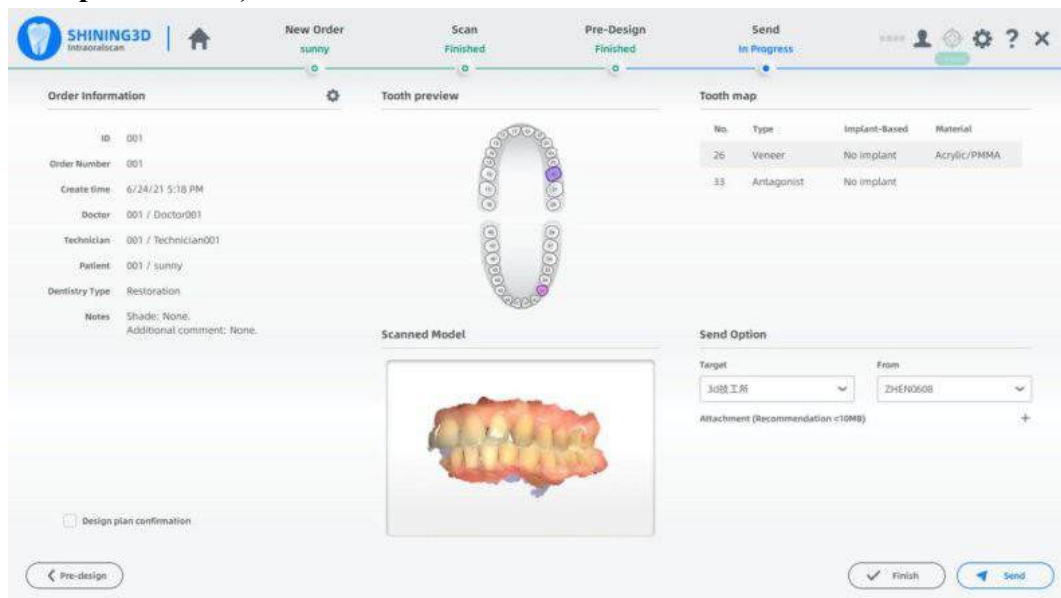 SHINING3D
Intraoralscan
New Order
sunny
Scan
Finished
Pre-Design
Finished
Send
In Progress
?
Order Information
ID 001
Order Number 001
Create time 6/24/21 5:18 PM
Doctor 001 / Doctor001
Technician 001 / Technician001
Patient 001 / sunny
Dentistry Type Restoration
Notes Shade: None.
Additional comment: None.
Design plan confirmation
Tooth preview
Scanned Model
Tooth map
No. Type Implant-Based Material
26 Veneer No implant Acrylic/PMMA
33 Antagonist No implant
Send Option
Target From
3d技工所 ZHEN0608
Attachment (Recommendation <10MB) +
Pre-design
Finish
Send